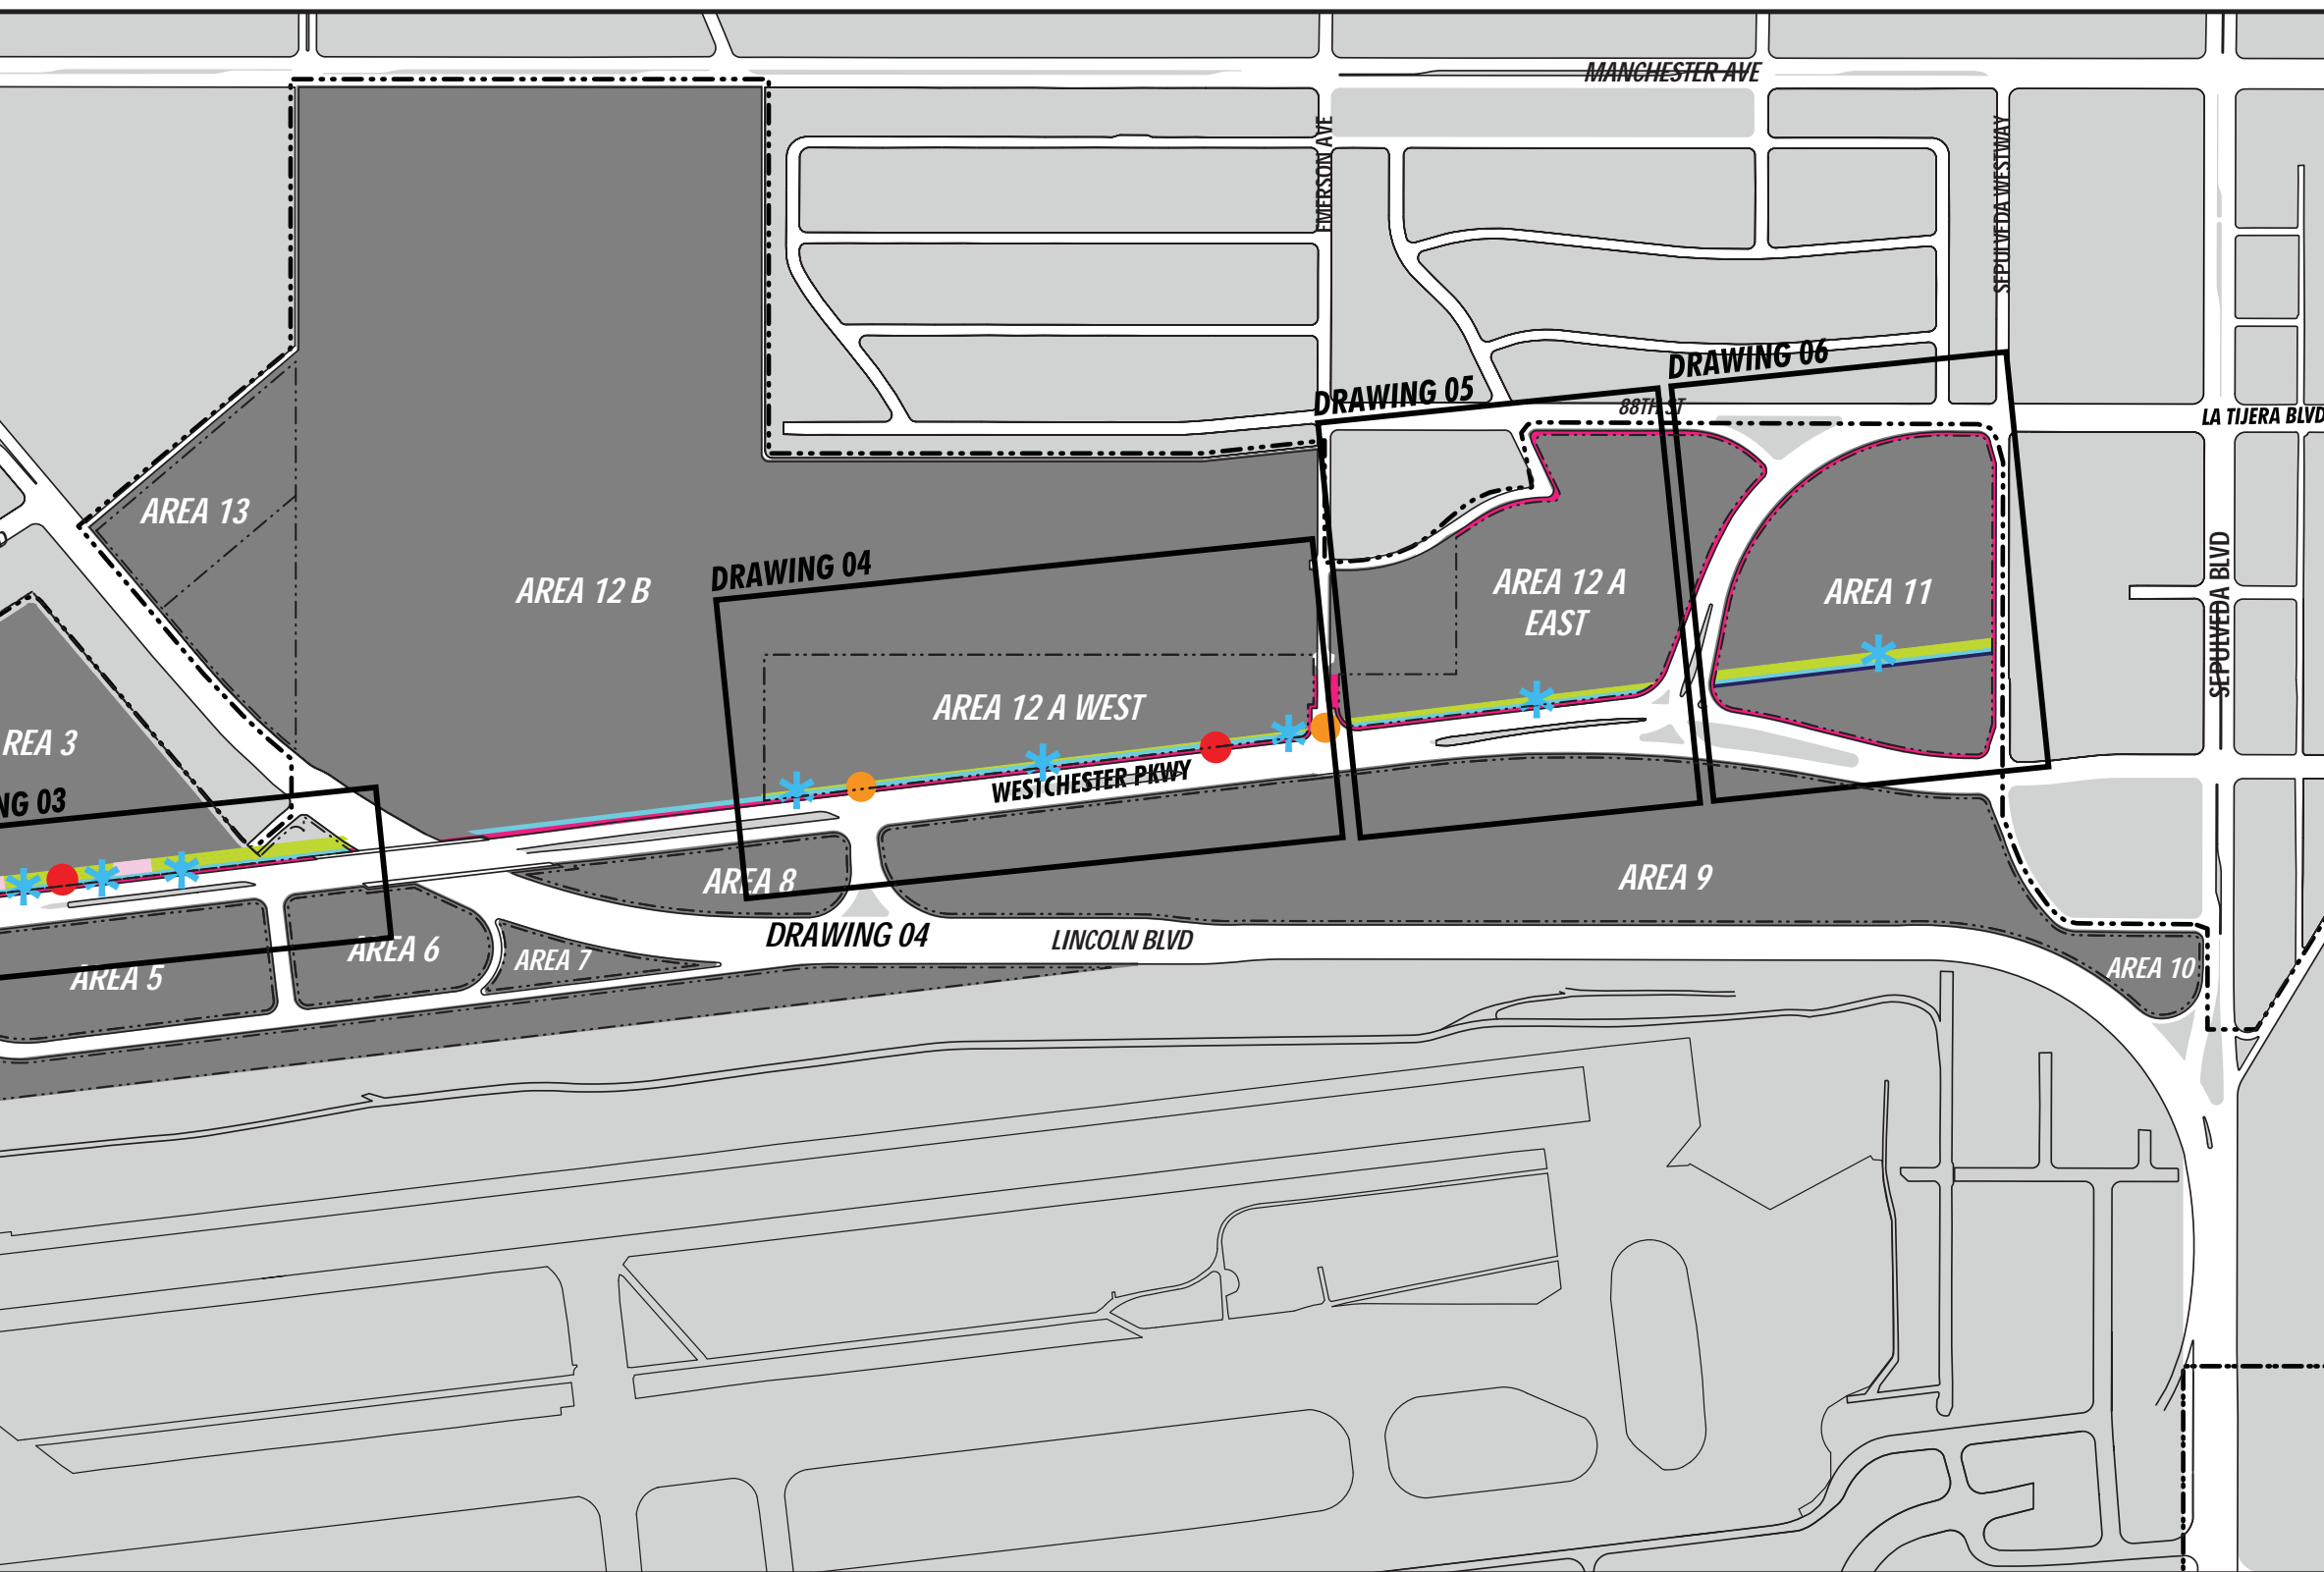 MANCHESTER AVE
EMERSON AVE
SEPULVEDA WESTWAY
DRAWING 06
DRAWING 05
88TH ST
LA TIJERA BLVD
AREA 13
DRAWING 04
AREA 12 B
AREA 12 A
EAST
AREA 11
SEPULVEDA BLVD
AREA 12 A WEST
REA 3
WESTCHESTER PKWY
NG 03
AREA 8
AREA 9
DRAWING 04
LINCOLN BLVD
AREA 6
AREA 7
AREA 5
AREA 10